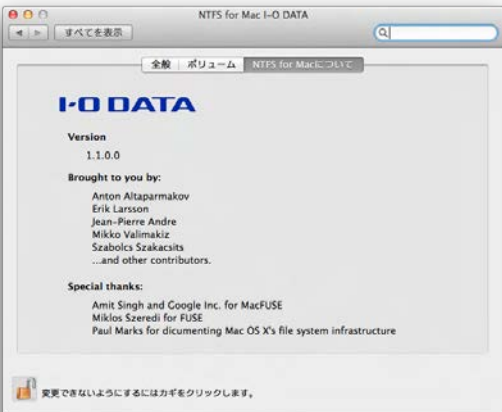 NTFS for Mac I-O DATA
すべてを表示
全般 ボリューム NTFS for Macについて
I-O DATA
Version
1.1.0.0
Brought to you by:
Anton Altaparmakov
Erik Larsson
Jean-Pierre Andre
Mikko Valimakiz
Szabolcs Szakacsits
...and other contributors.
Special thanks:
Amit Singh and Google Inc. for MacFUSE
Miklos Szeredi for FUSE
Paul Marks for dicumenting Mac OS X's file system infrastructure
変更できないようにするにはカギをクリックします。